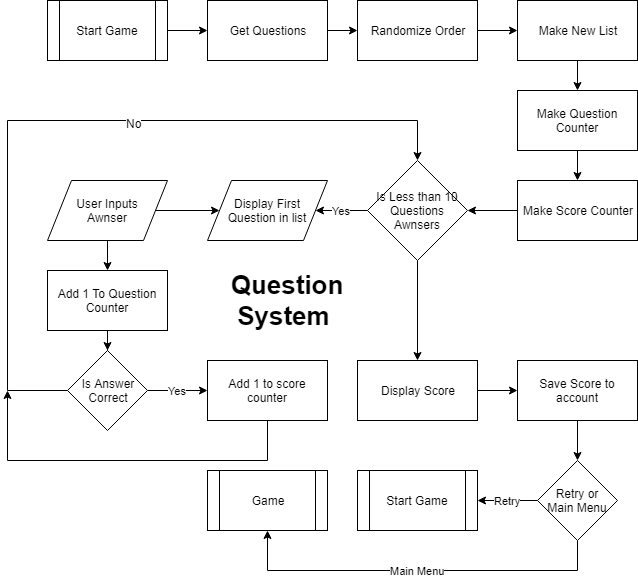 Start Game
Get Questions
Randomize Order
Make New List
Make Question
Counter
No
User Inputs
Awnser
Display First
Question in list
Yes
Is Less than 10
Questions
Awnsers
Make Score Counter
Add 1 To Question
Counter
Question
System
Is Answer
Correct
Yes
Add 1 to score
counter
Display Score
Save Score to
account
Game
Start Game
Retry
Retry or
Main Menu
Main Menu